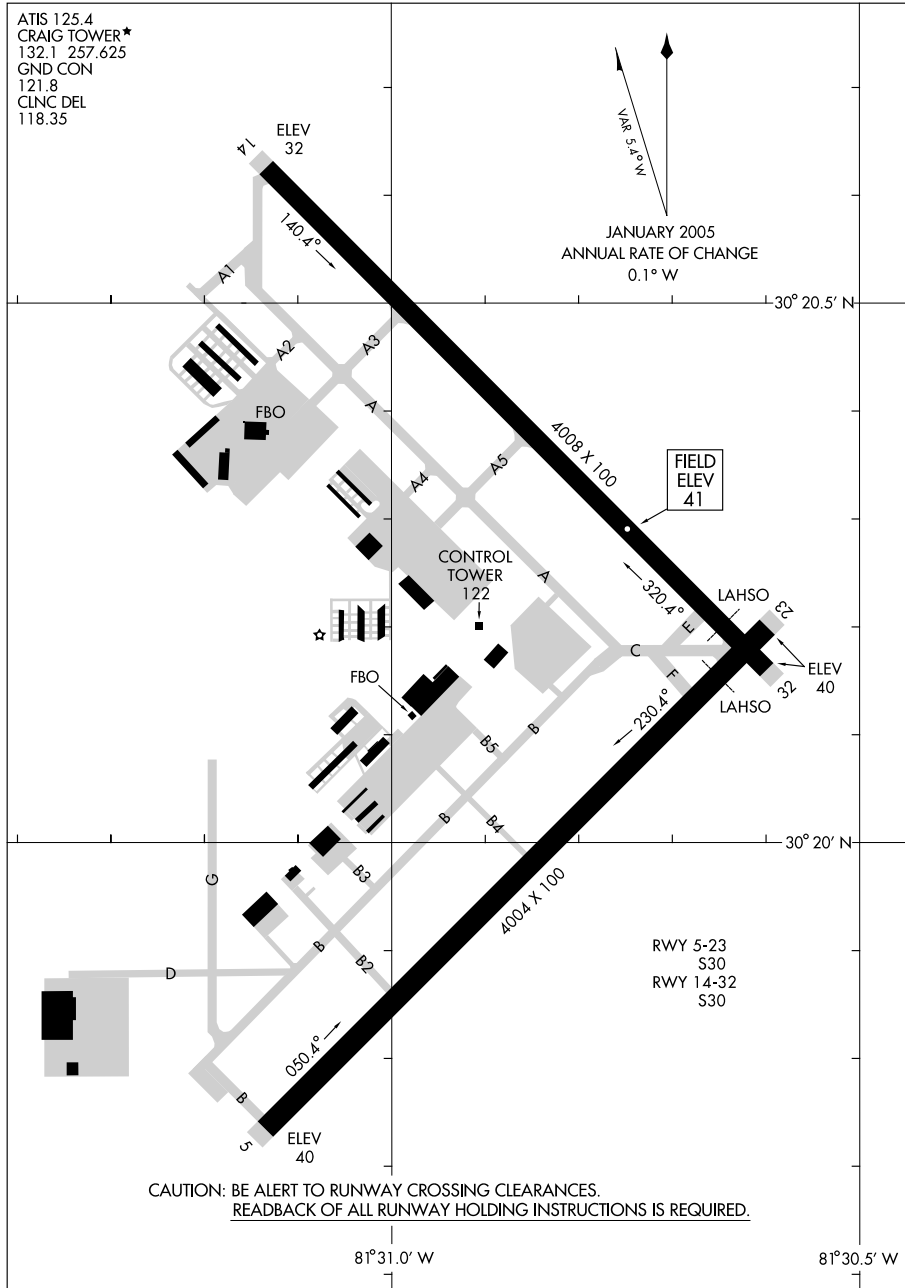 ATIS 125.4
CRAIG TOWER★
132.1 257.625
GND CON
121.8
CLNC DEL
118.35
VAR 5.4° W
JANUARY 2005
ANNUAL RATE OF CHANGE
0.1° W
14
ELEV
32
140.4°
A1
30° 20.5' N
A2
A3
FBO
A
4008 X 100
FIELD
ELEV
41
A4
A5
CONTROL
TOWER
122
A
320.4°
LAHSO
23
E
C
F
ELEV
40
32
LAHSO
FBO
230.4°
B
B5
B
B4
30° 20' N
B3
G
4004 X 100
B
B2
D
RWY 5-23
S30
RWY 14-32
S30
050.4°
B
5
ELEV
40
CAUTION: BE ALERT TO RUNWAY CROSSING CLEARANCES.
READBACK OF ALL RUNWAY HOLDING INSTRUCTIONS IS REQUIRED.
81° 31.0' W
81° 30.5' W